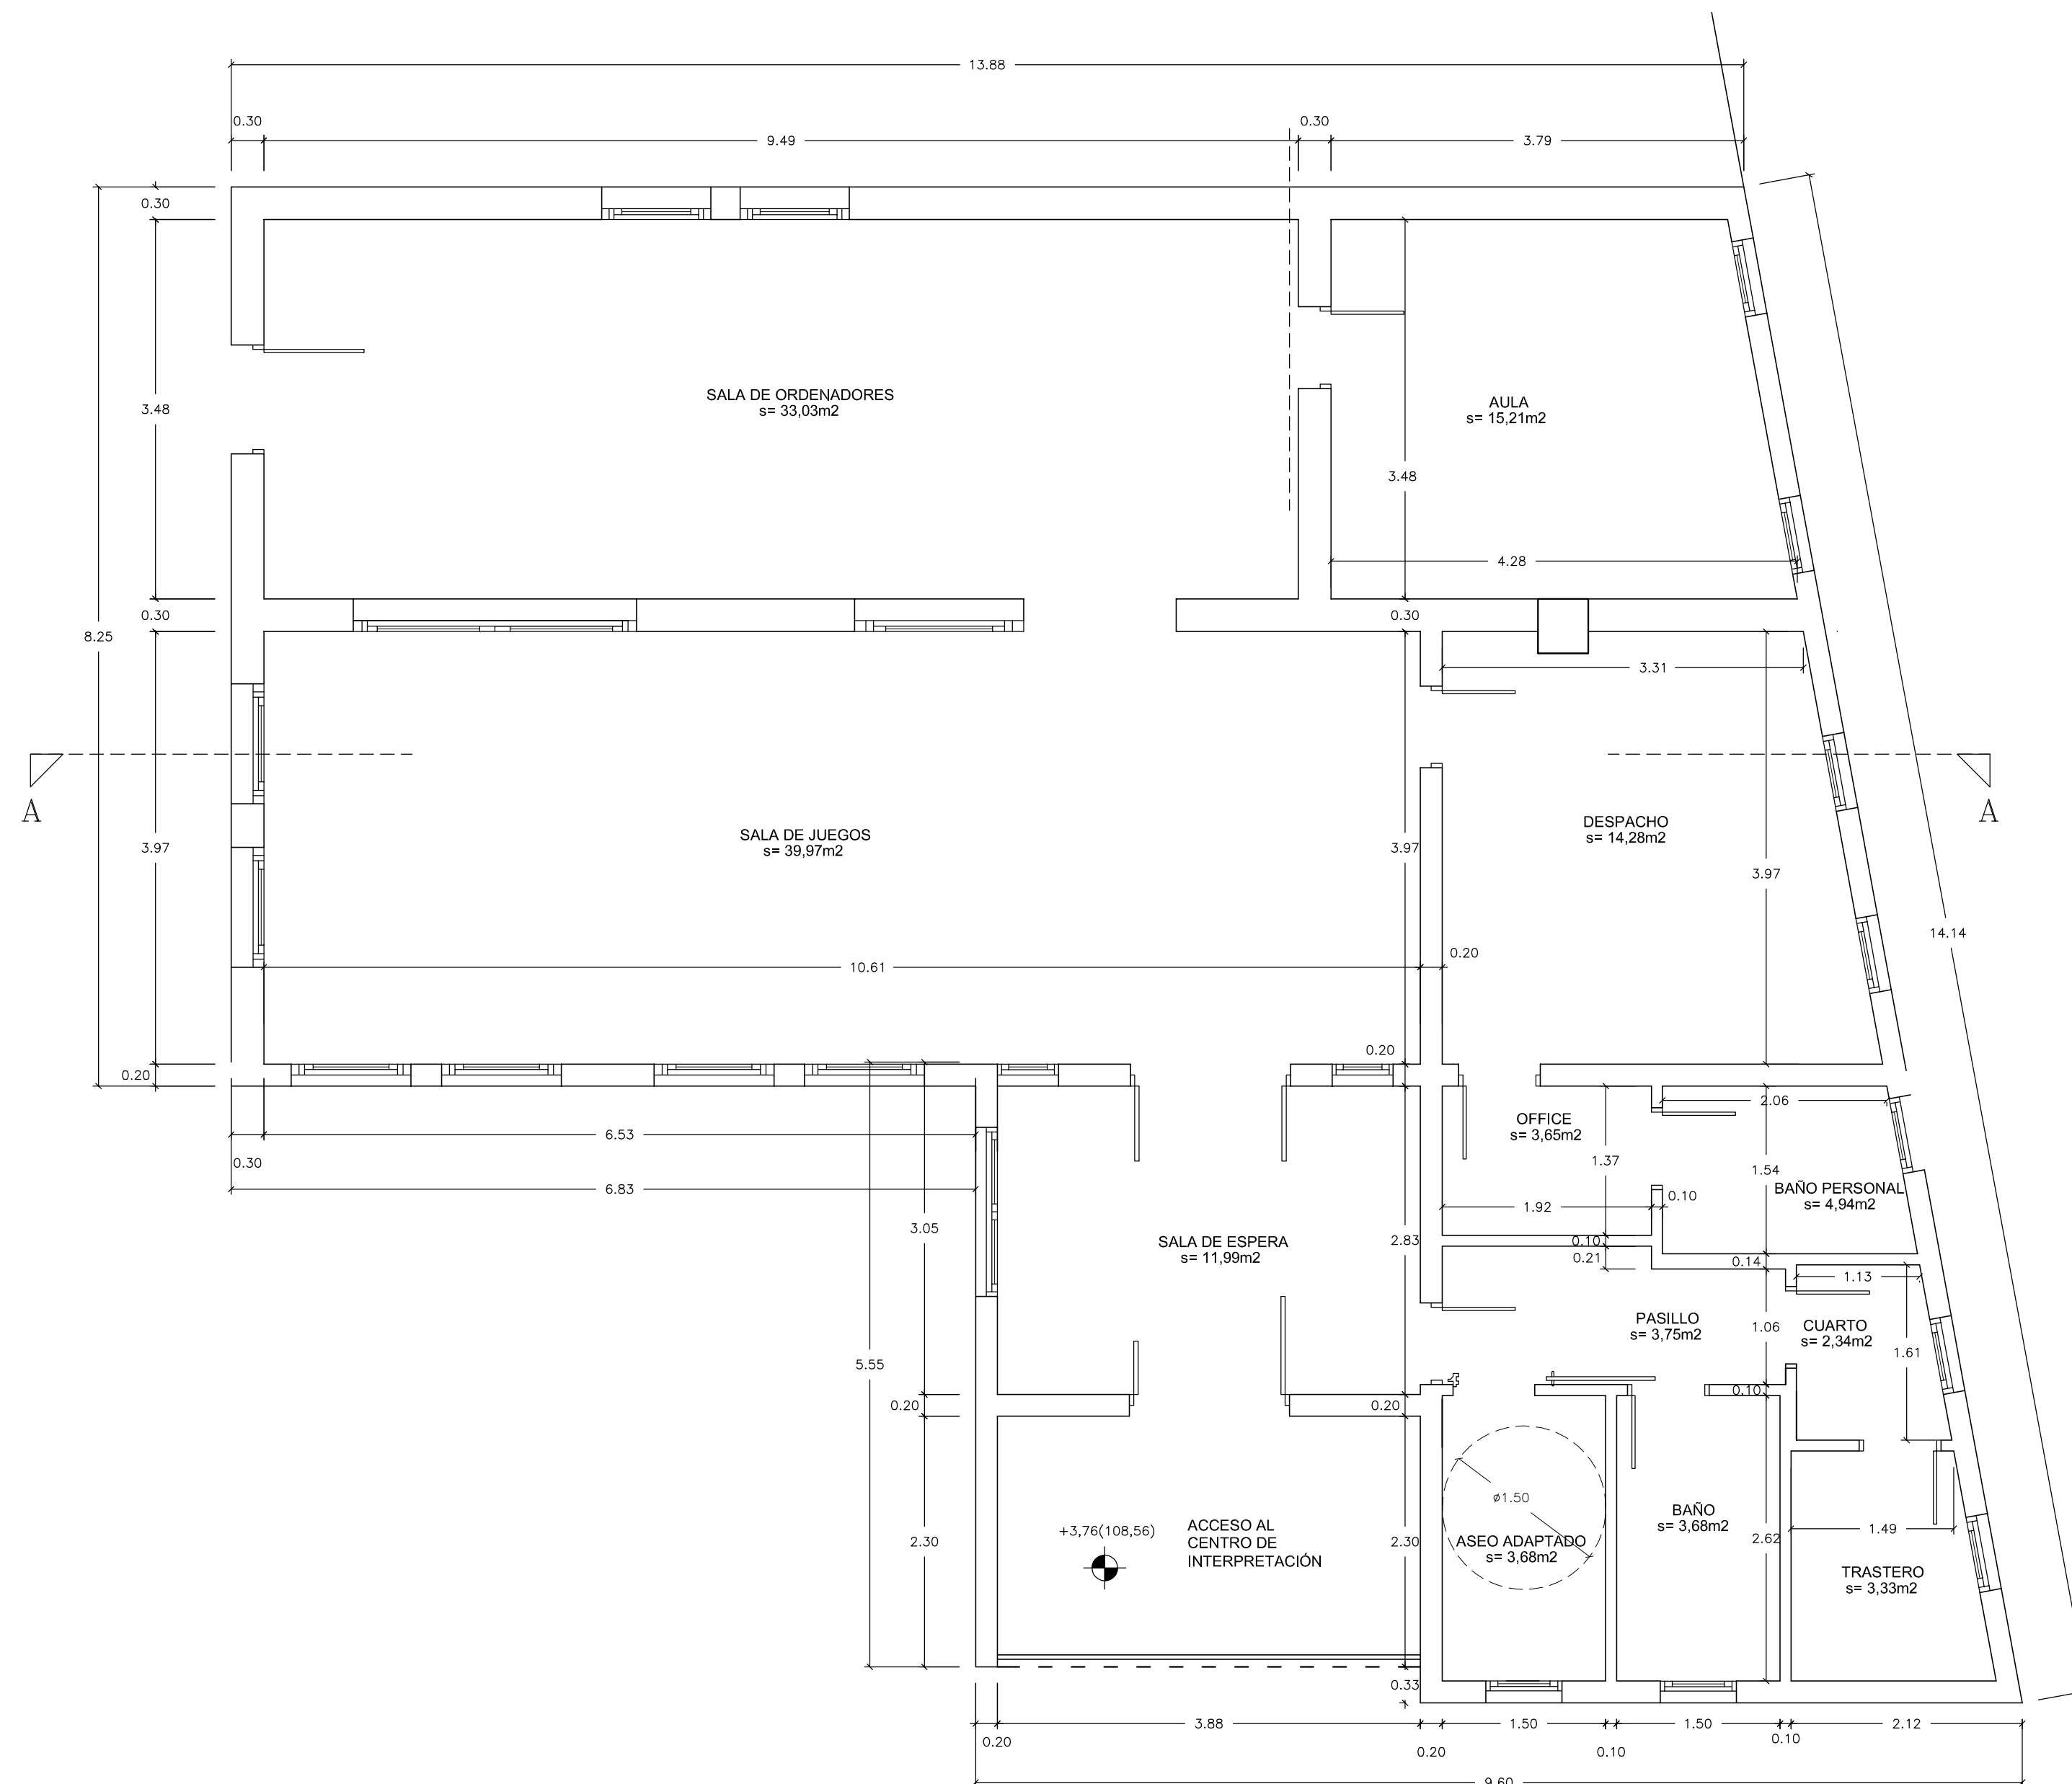 13.88
0.30
9.49
0.30
3.79
0.30
3.48
SALA DE ORDENADORES
s= 33,03m2
AULA
s= 15,21m2
3.48
4.28
0.30
0.30
8.25
3.31
A
A
SALA DE JUEGOS
s= 39,97m2
DESPACHO
s= 14,28m2
3.97
3.97
3.97
14.14
0.20
10.61
0.20
0.20
2.06
OFFICE
s= 3,65m2
6.53
0.30
1.37
1.54
6.83
BAÑO PERSONAL
s= 4,94m2
0.10
1.92
3.05
SALA DE ESPERA
s= 11,99m2
2.83
0.10
0.21
0.14
1.13
PASILLO
s= 3,75m2
1.06
CUARTO
s= 2,34m2
1.61
5.55
0.10
0.20
0.20
ø1.50
BAÑO
s= 3,68m2
+3,76(108,56)
ACCESO AL
CENTRO DE
INTERPRETACIÓN
2.30
2.30
ASEO ADAPTADO
s= 3,68m2
2.62
1.49
TRASTERO
s= 3,33m2
0.33
3.88
1.50
1.50
2.12
0.20
0.20
0.10
0.10
9.60